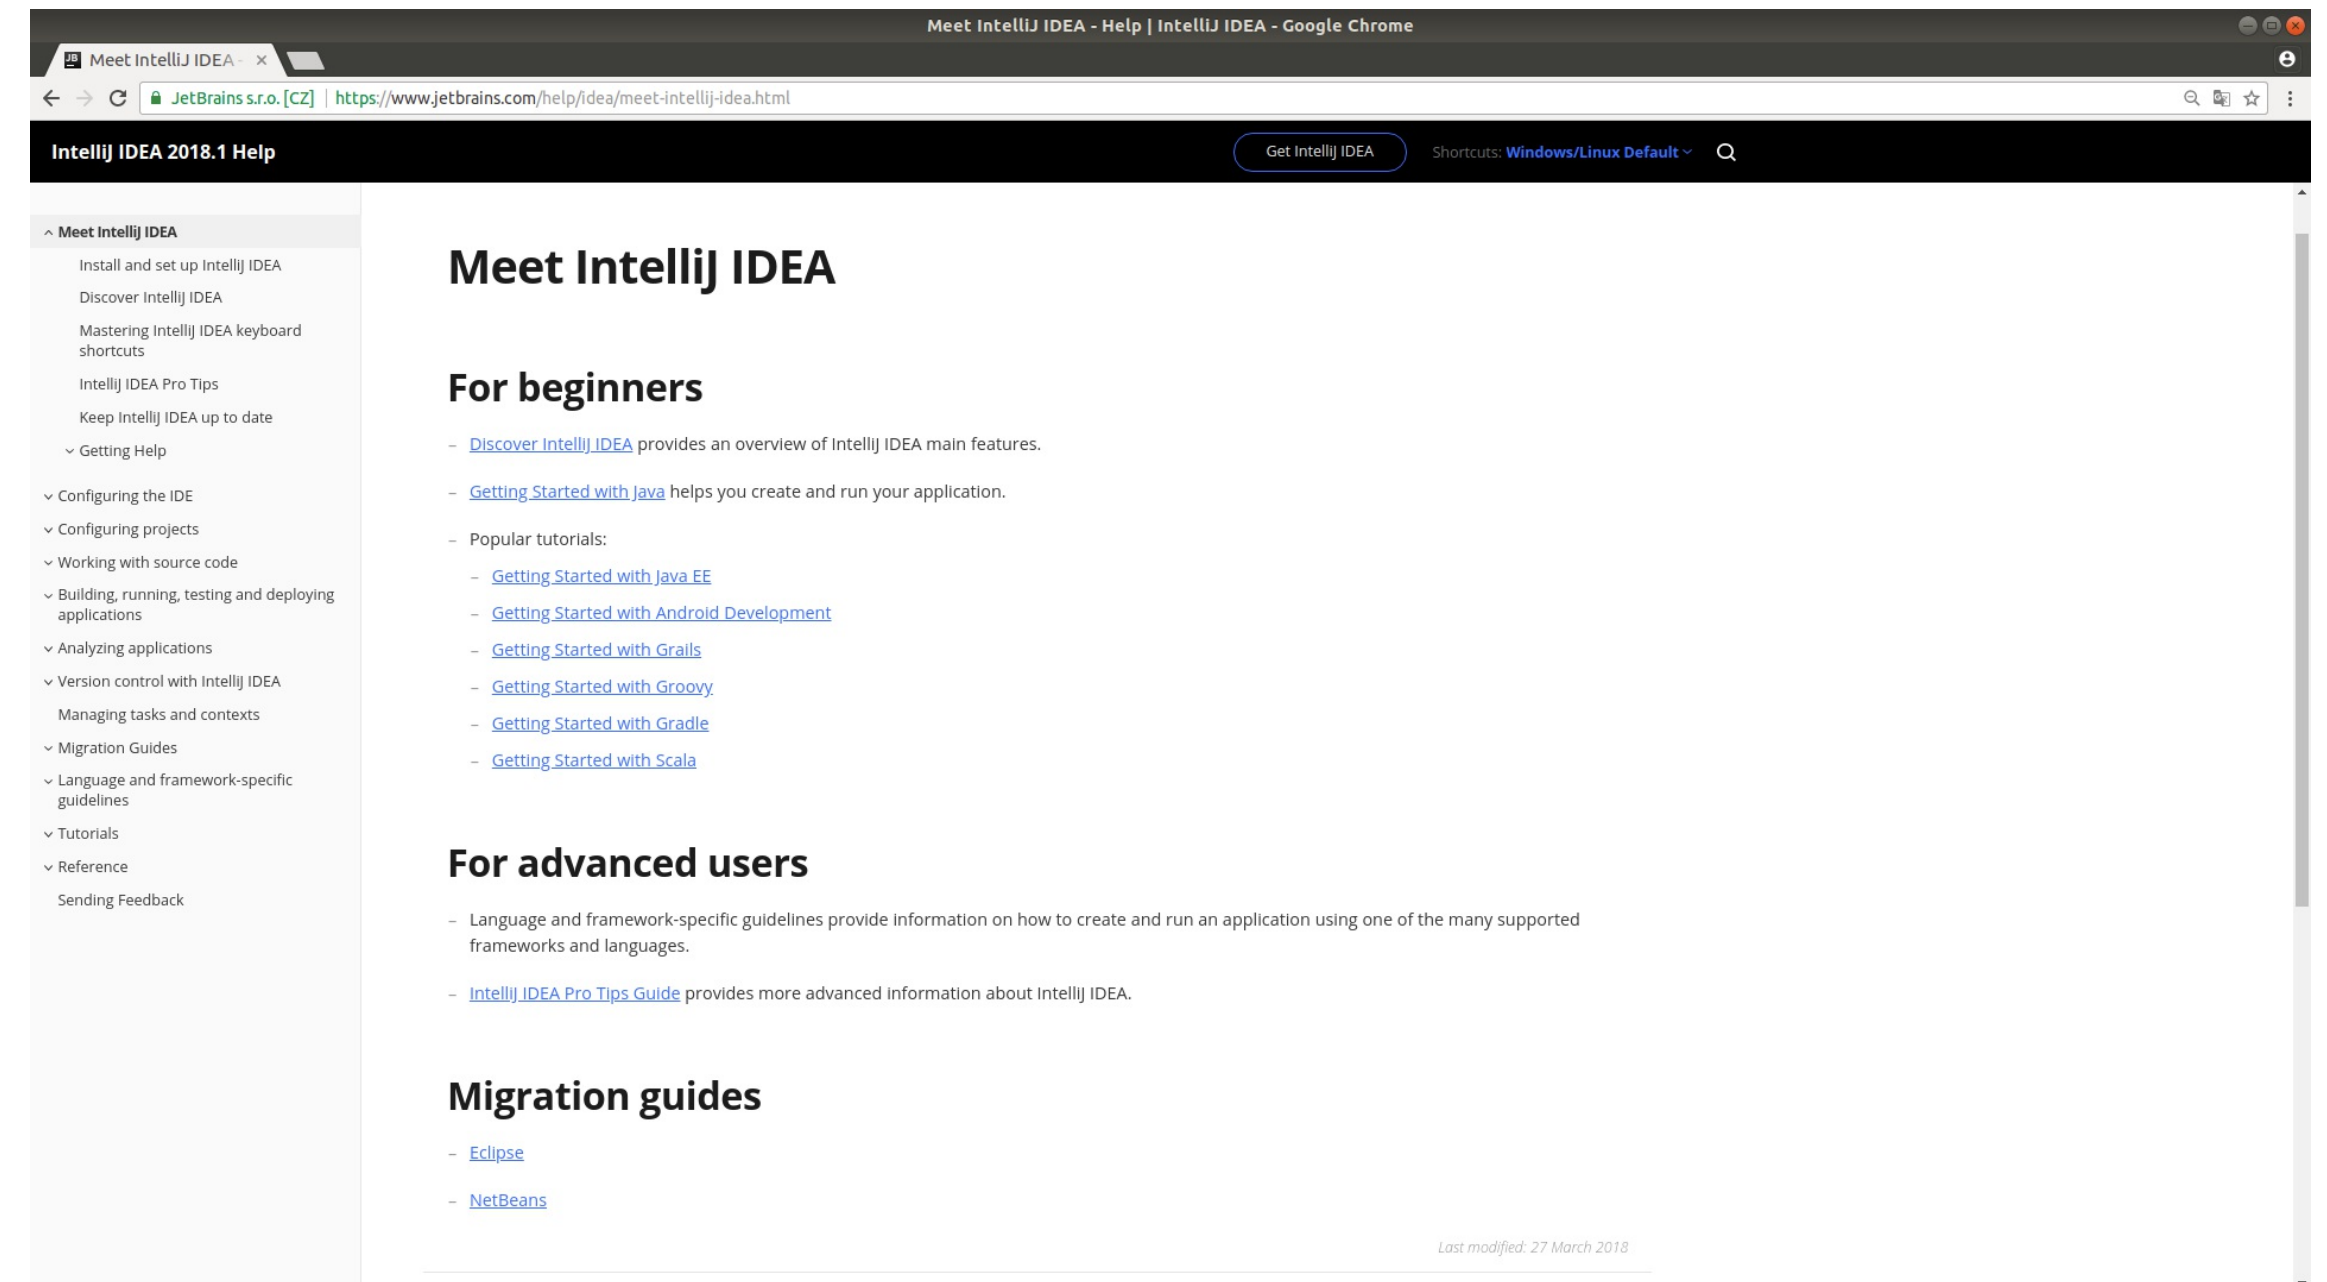 Meet IntelliJ IDEA - Help | IntelliJ IDEA - Google Chrome
Meet IntelliJ IDEA -
JetBrains s.r.o. [CZ] | https://www.jetbrains.com/help/idea/meet-intellij-idea.html
IntelliJ IDEA 2018.1 Help
Get IntelliJ IDEA
Shortcuts: Windows/Linux Default
Meet IntelliJ IDEA
Install and set up IntelliJ IDEA
Discover IntelliJ IDEA
Mastering IntelliJ IDEA keyboard
shortcuts
IntelliJ IDEA Pro Tips
Keep IntelliJ IDEA up to date
Getting Help
Configuring the IDE
Configuring projects
Working with source code
Building, running, testing and deploying
applications
Analyzing applications
Version control with IntelliJ IDEA
Managing tasks and contexts
Migration Guides
Language and framework-specific
guidelines
Tutorials
Reference
Sending Feedback
Meet IntelliJ IDEA
For beginners
– Discover IntelliJ IDEA provides an overview of IntelliJ IDEA main features.
– Getting Started with Java helps you create and run your application.
– Popular tutorials:
– Getting Started with Java EE
– Getting Started with Android Development
– Getting Started with Grails
– Getting Started with Groovy
– Getting Started with Gradle
– Getting Started with Scala
For advanced users
– Language and framework-specific guidelines provide information on how to create and run an application using one of the many supported
frameworks and languages.
– IntelliJ IDEA Pro Tips Guide provides more advanced information about IntelliJ IDEA.
Migration guides
– Eclipse
– NetBeans
Last modified: 27 March 2018